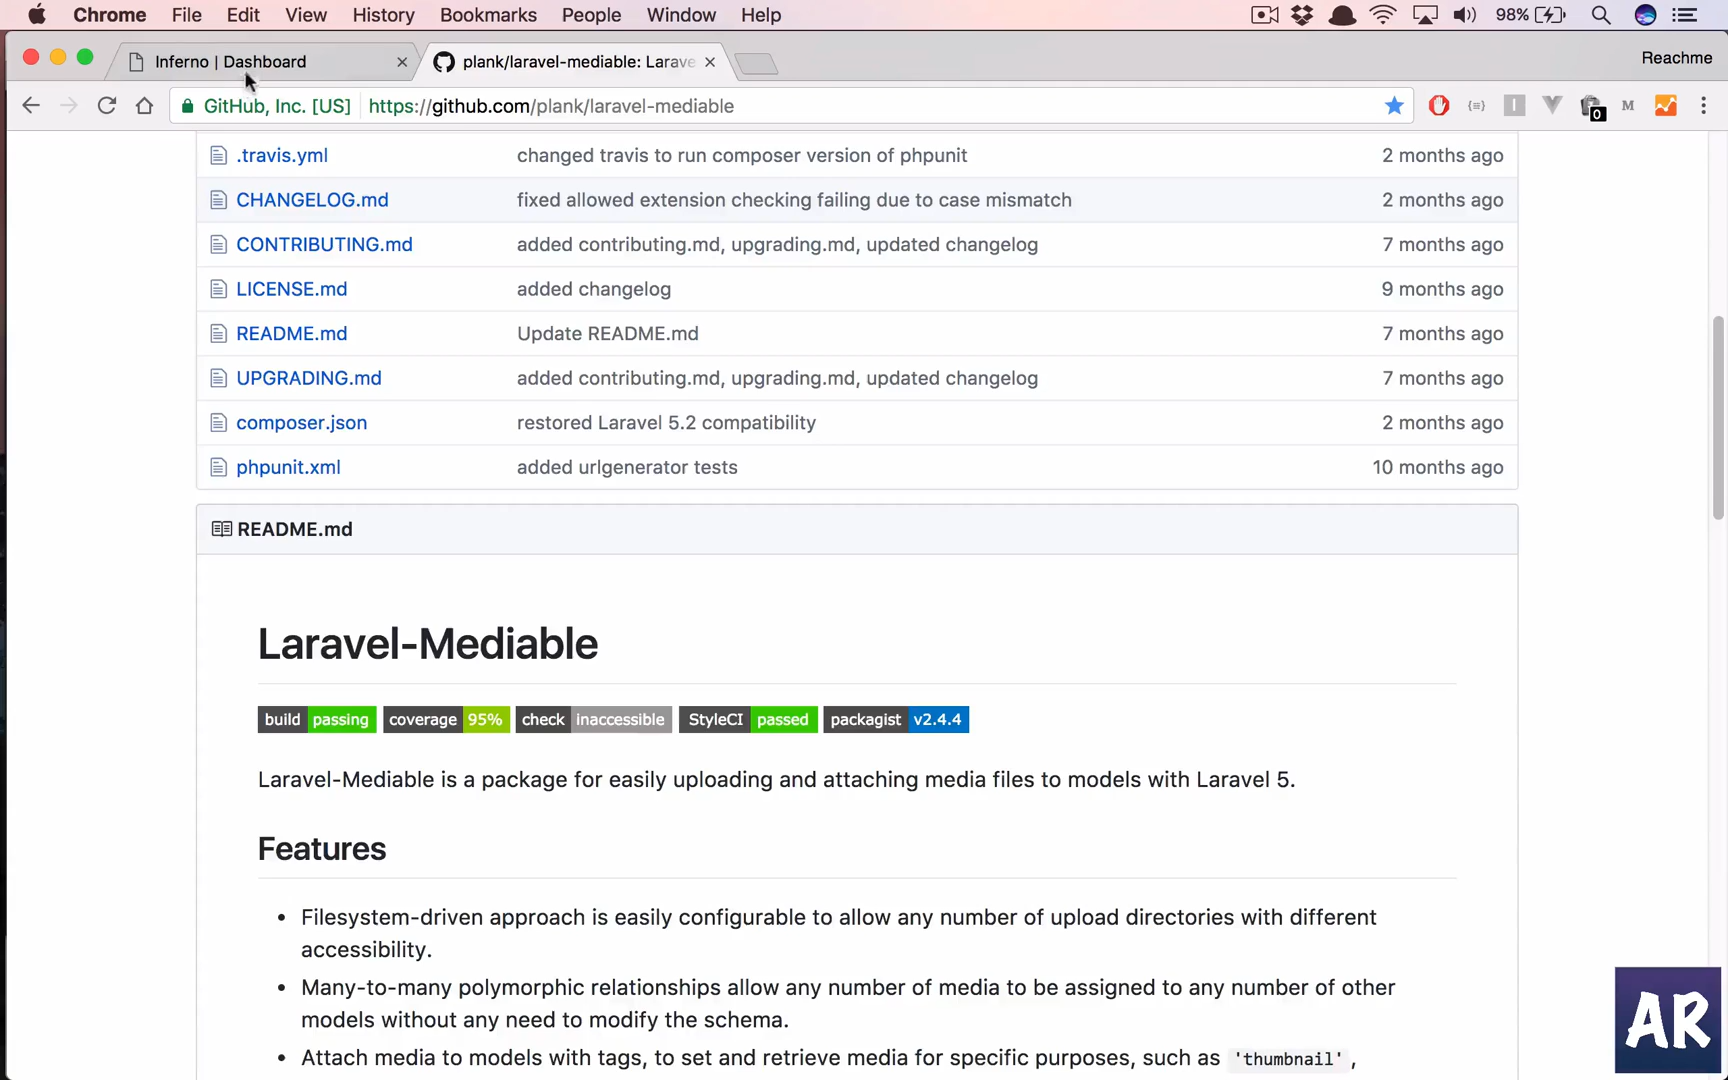 Chrome File Edit View History Bookmarks People Window Help 98%
Inferno | Dashboard
plank/laravel-mediable: Larave
Reachme
GitHub, Inc. [US] https://github.com/plank/laravel-mediable
0 M
.travis.yml changed travis to run composer version of phpunit 2 months ago
CHANGELOG.md fixed allowed extension checking failing due to case mismatch 2 months ago
CONTRIBUTING.md added contributing.md, upgrading.md, updated changelog 7 months ago
LICENSE.md added changelog 9 months ago
README.md Update README.md 7 months ago
UPGRADING.md added contributing.md, upgrading.md, updated changelog 7 months ago
composer.json restored Laravel 5.2 compatibility 2 months ago
phpunit.xml added urlgenerator tests 10 months ago
README.md
Laravel-Mediable
build passing coverage 95% check inaccessible StyleCI passed packagist v2.4.4
Laravel-Mediable is a package for easily uploading and attaching media files to models with Laravel 5.
Features
• Filesystem-driven approach is easily configurable to allow any number of upload directories with different
accessibility.
• Many-to-many polymorphic relationships allow any number of media to be assigned to any number of other
models without any need to modify the schema.
• Attach media to models with tags, to set and retrieve media for specific purposes, such as 'thumbnail',
AR